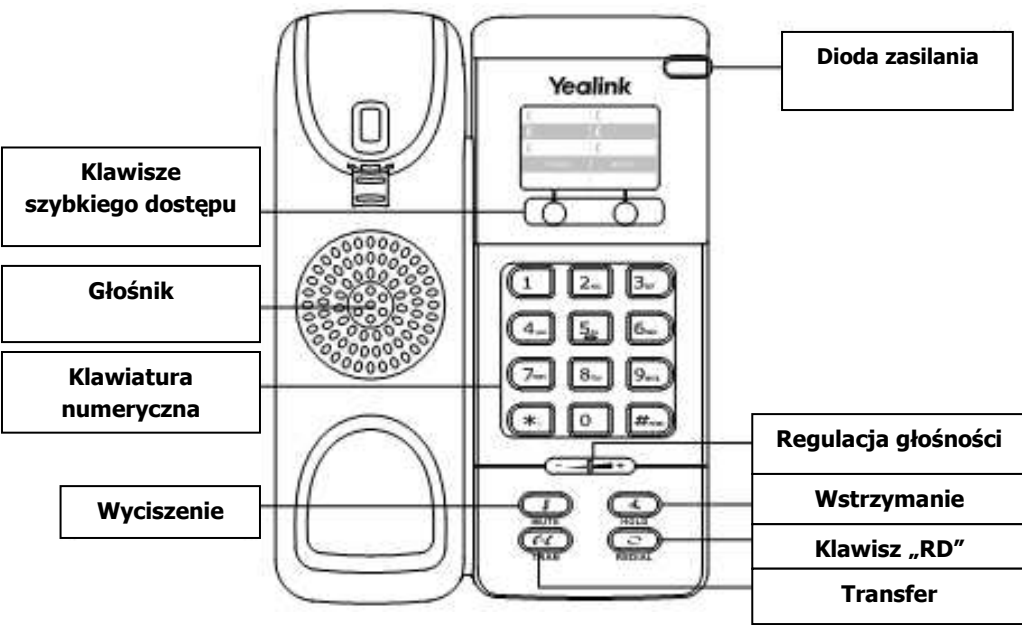 Dioda zasilania
Yealink
Klawisze
szybkiego dostępu
Głośnik
1
2
3
4
5
6
7
8
9
*
0
#
Klawiatura
numeryczna
Regulacja głośności
- +
Wyciszenie
Wstrzymanie
MUTE
HOLD
Klawisz „RD”
TRAN
REDIAL
Transfer